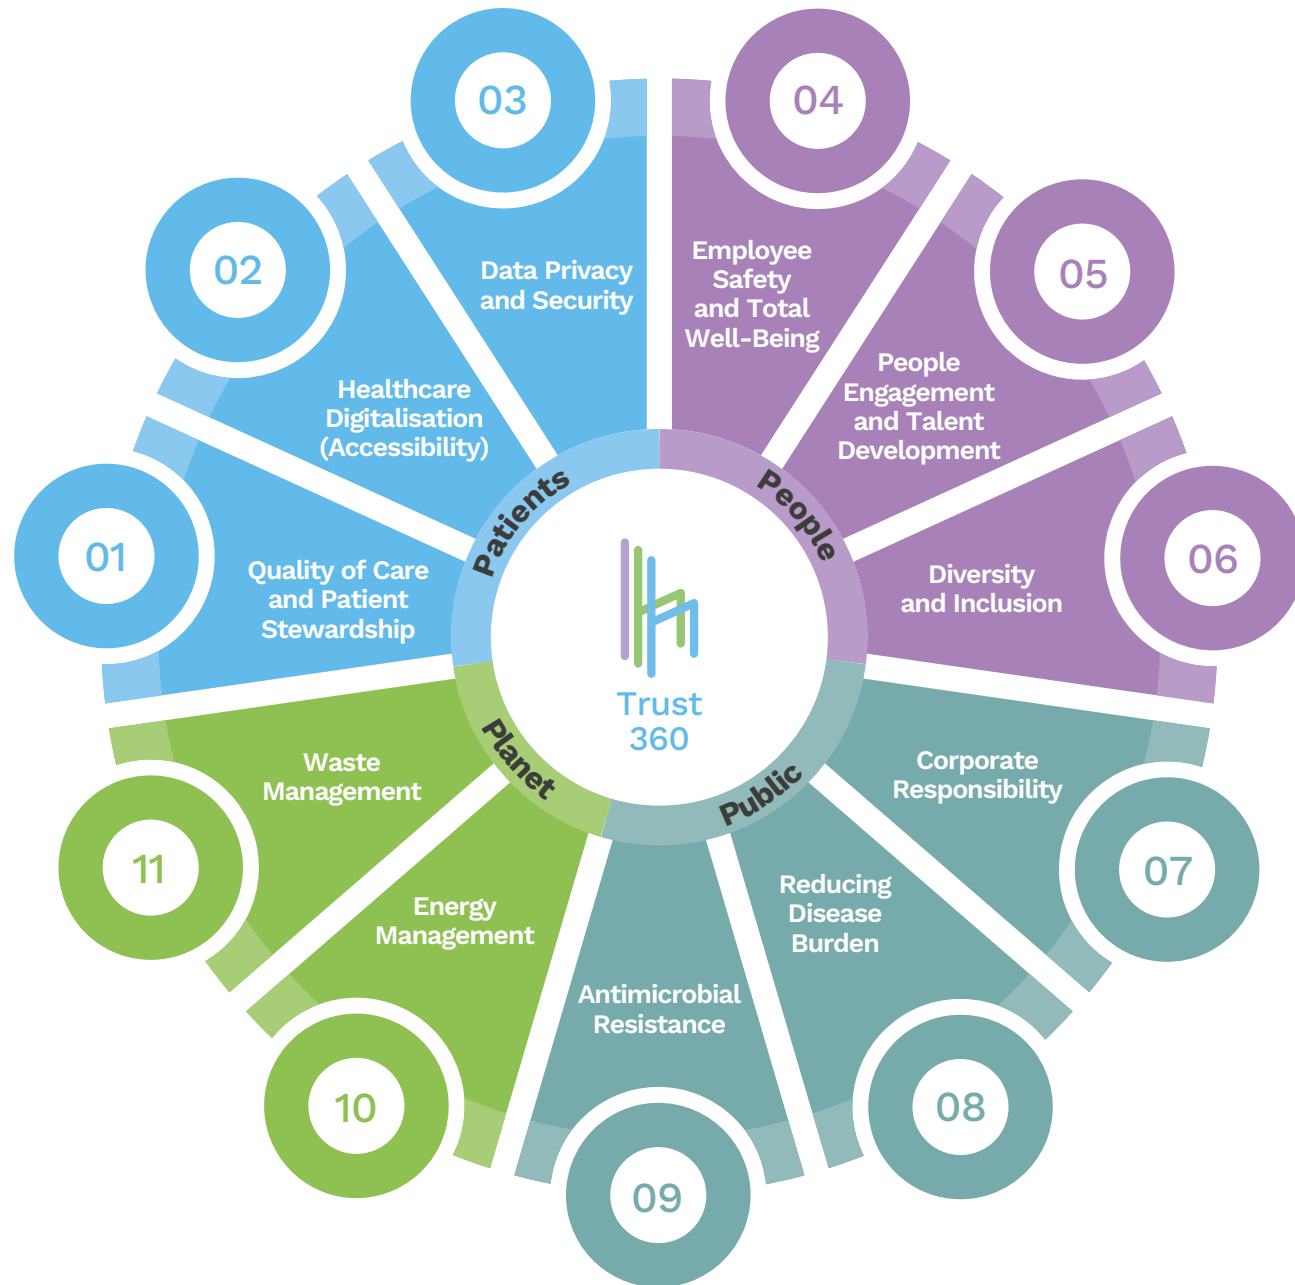 03
04
02
05
Data Privacy
and Security
Employee
Safety
and Total
Well-Being
Healthcare
Digitalisation
(Accessibility)
People
Engagement
and Talent
Development
Patients
People
01
06
Quality of Care
and Patient
Stewardship
Diversity
and Inclusion
Trust
360
Planet
Public
Waste
Management
Corporate
Responsibility
11
07
Energy
Management
Reducing
Disease
Burden
Antimicrobial
Resistance
10
08
09